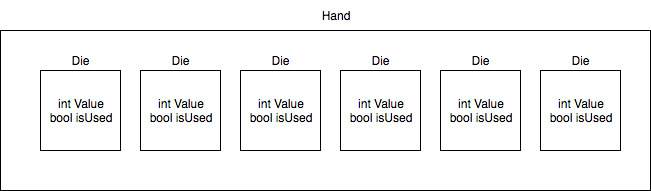 Hand
Die Die Die Die Die Die
int Value int Value int Value int Value int Value int Value
bool isUsed bool isUsed bool isUsed bool isUsed bool isUsed bool isUsed